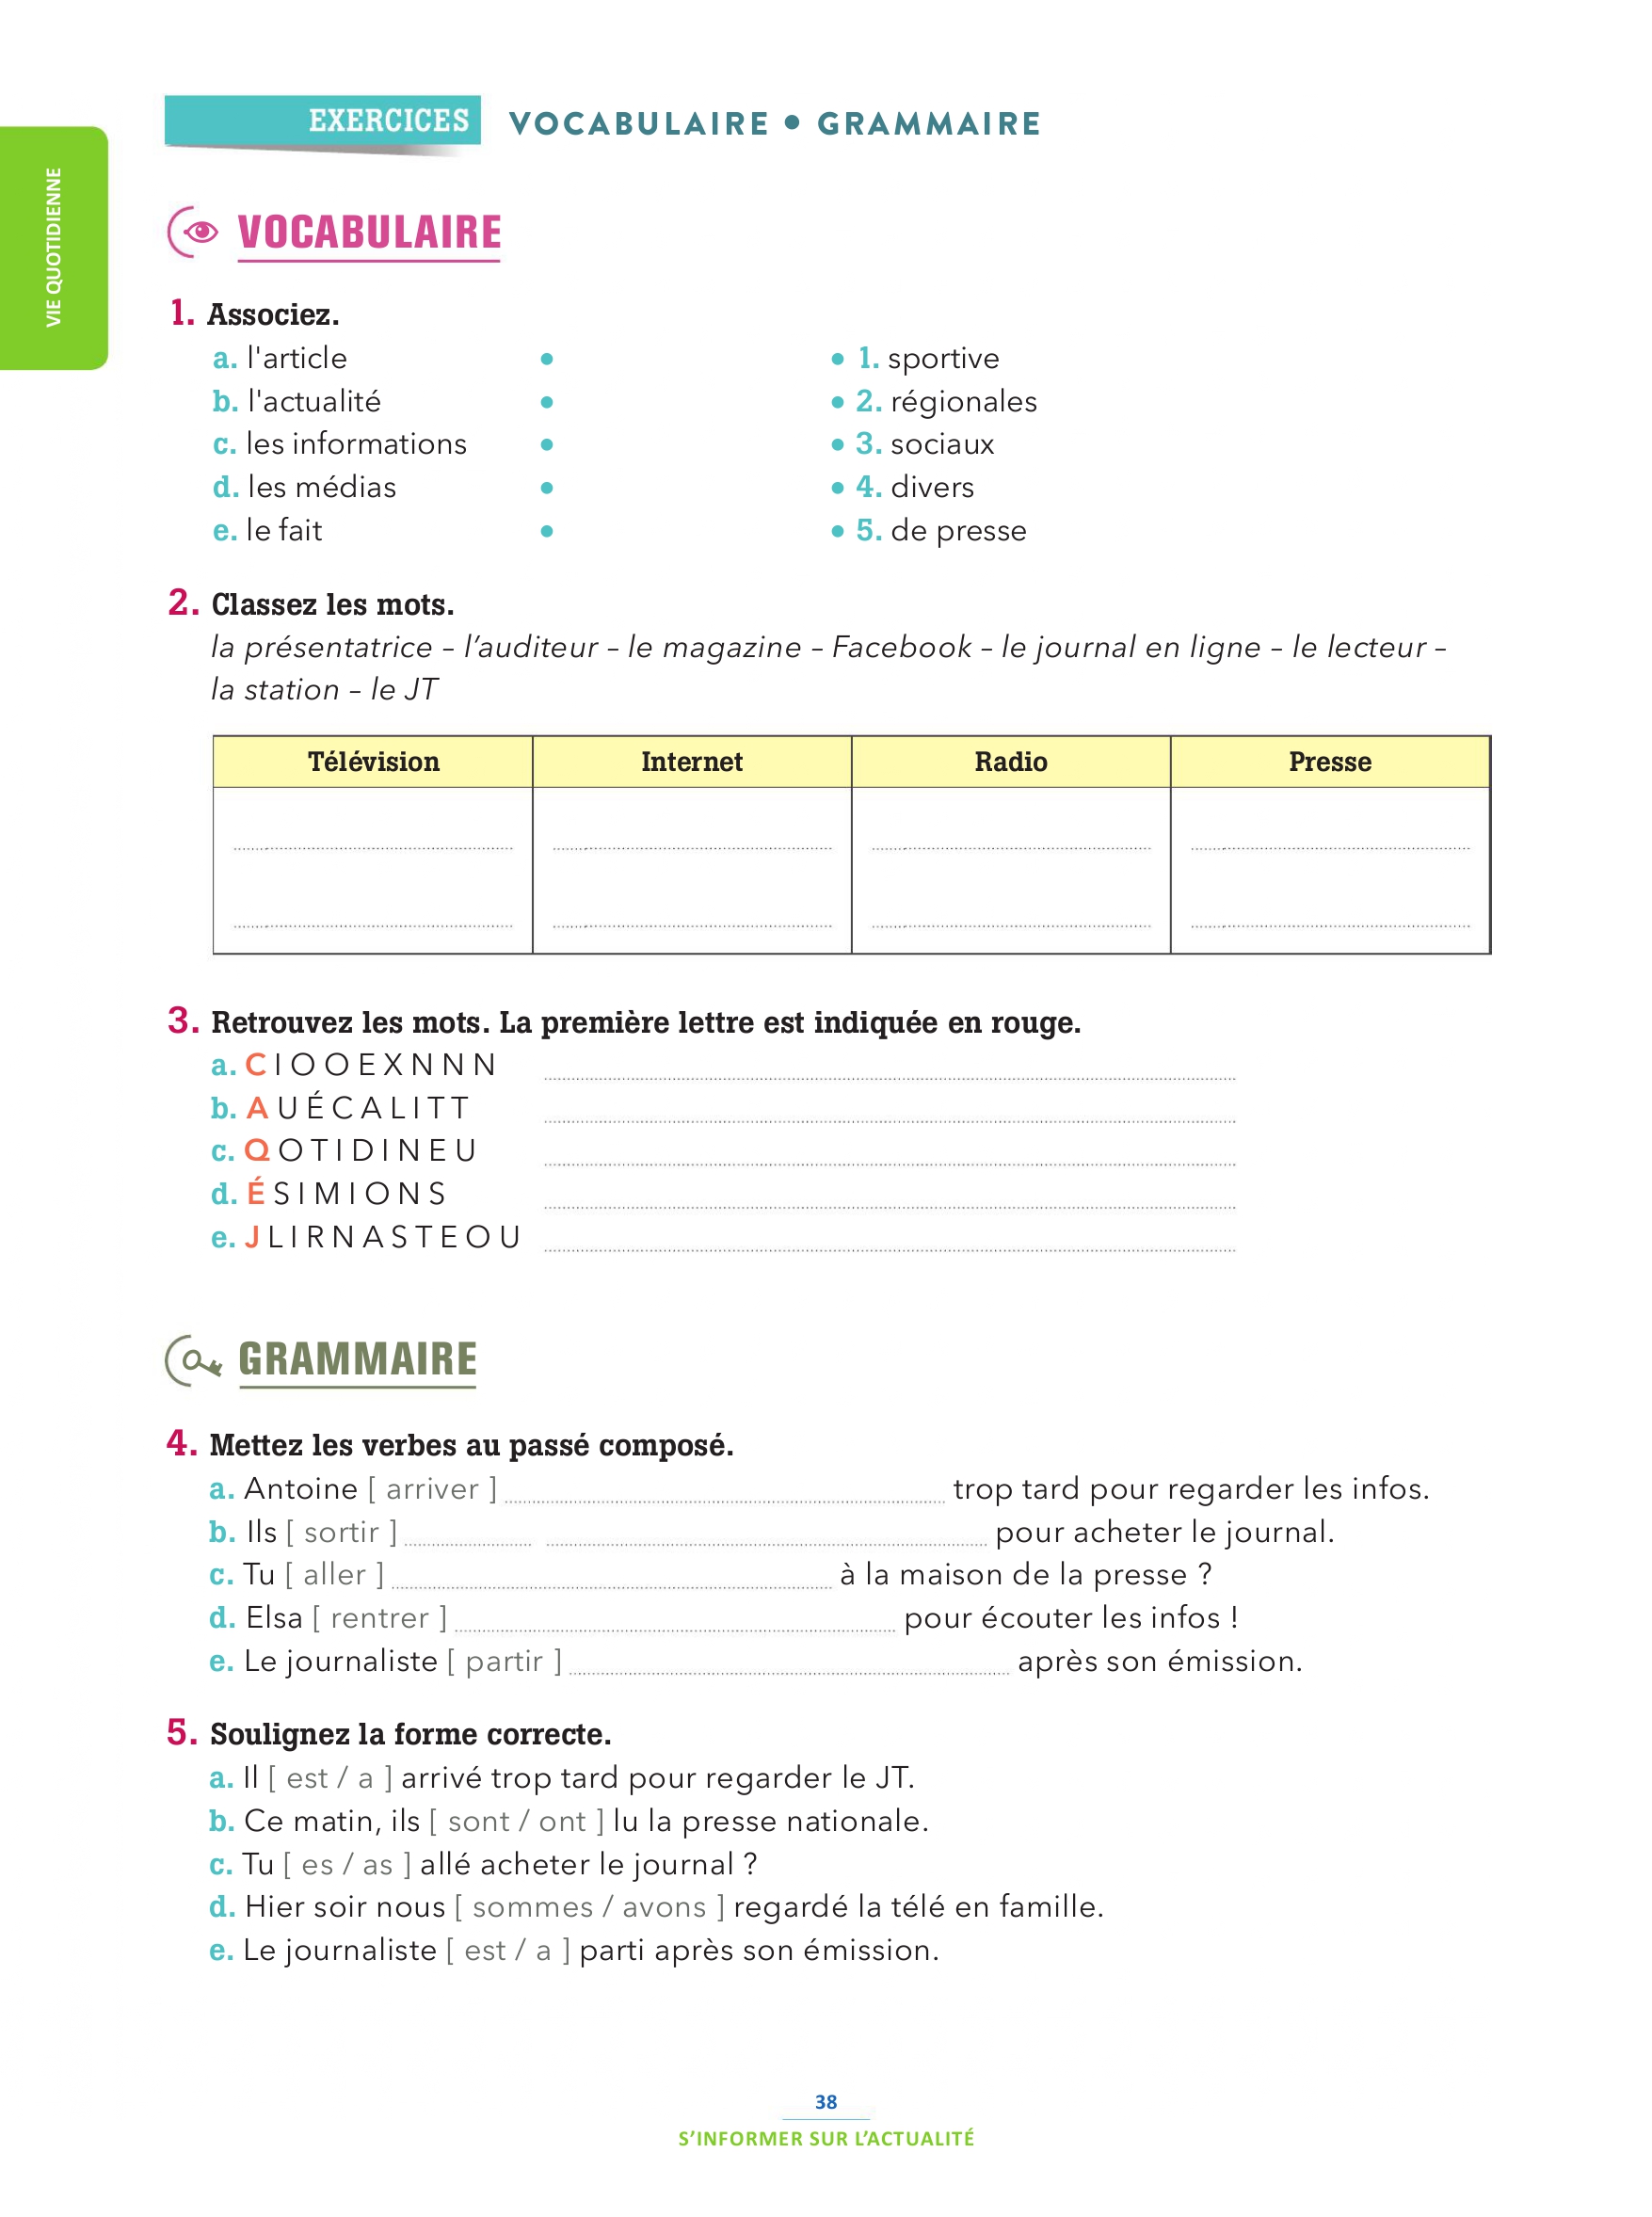 EXERCICES VOCABULAIRE • GRAMMAIRE
VIE QUOTIDIENNE
VOCABULAIRE
1. Associez.
a. l'article • • 1. sportive
b. l'actualité • • 2. régionales
c. les informations • • 3. sociaux
d. les médias • • 4. divers
e. le fait • • 5. de presse
2. Classez les mots.
la présentatrice – l’auditeur – le magazine – Facebook – le journal en ligne – le lecteur –
la station – le JT
Télévision Internet Radio Presse
3. Retrouvez les mots. La première lettre est indiquée en rouge.
a. C I O O E X N N N
b. A U É C A L I T T
c. Q O T I D I N E U
d. É S I M I O N S
e. J L I R N A S T E O U
GRAMMAIRE
4. Mettez les verbes au passé composé.
a. Antoine [ arriver ] trop tard pour regarder les infos.
b. Ils [ sortir ] pour acheter le journal.
c. Tu [ aller ] à la maison de la presse ?
d. Elsa [ rentrer ] pour écouter les infos !
e. Le journaliste [ partir ] après son émission.
5. Soulignez la forme correcte.
a. Il [ est / a ] arrivé trop tard pour regarder le JT.
b. Ce matin, ils [ sont / ont ] lu la presse nationale.
c. Tu [ es / as ] allé acheter le journal ?
d. Hier soir nous [ sommes / avons ] regardé la télé en famille.
e. Le journaliste [ est / a ] parti après son émission.
38
S’INFORMER SUR L’ACTUALITÉ